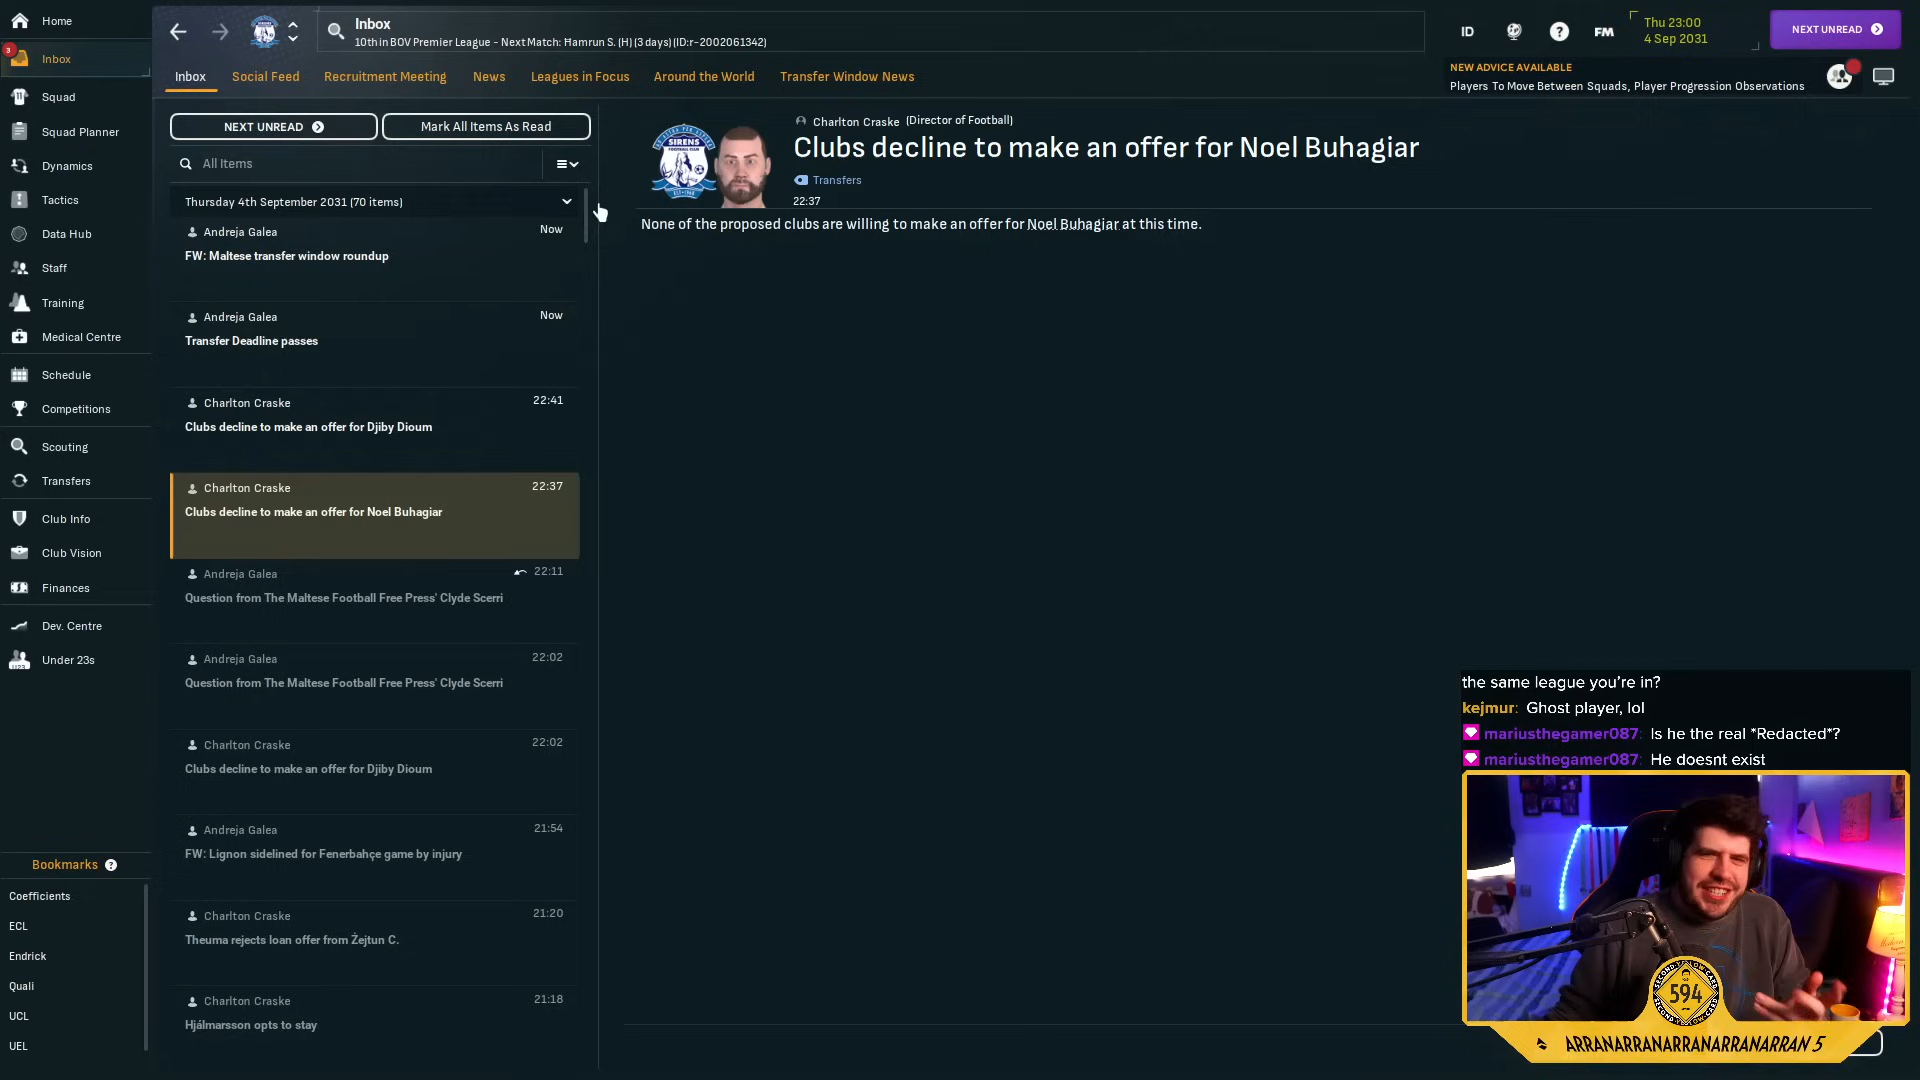 Home
Inbox
10th in BOV Premier League - Next Match: Ħamrun S. (H) (3 days) (ID:r-2002061342)
ID
FM
Thu 23:00
4 Sep 2031
NEXT UNREAD
3
Inbox
Inbox
Social Feed
Recruitment Meeting
News
Leagues in Focus
Around the World
Transfer Window News
NEW ADVICE AVAILABLE
Players To Move Between Squads, Player Progression Observations
Squad
Squad Planner
Dynamics
Tactics
Data Hub
Staff
Training
Medical Centre
Schedule
Competitions
Scouting
Transfers
Club Info
Club Vision
Finances
Dev. Centre
Under 23s
Bookmarks ?
Coefficients
ECL
Endrick
Quali
UCL
UEL
NEXT UNREAD
Mark All Items As Read
All Items
Thursday 4th September 2031 (70 items)
Andreja Galea Now
FW: Maltese transfer window roundup
Andreja Galea Now
Transfer Deadline passes
Charlton Craske 22:41
Clubs decline to make an offer for Djiby Dioum
Charlton Craske 22:37
Clubs decline to make an offer for Noel Buhagiar
Andreja Galea 22:11
Question from The Maltese Football Free Press' Clyde Scerri
Andreja Galea 22:02
Question from The Maltese Football Free Press' Clyde Scerri
Charlton Craske 22:02
Clubs decline to make an offer for Djiby Dioum
Andreja Galea 21:54
FW: Lignon sidelined for Fenerbahçe game by injury
Charlton Craske 21:20
Theuma rejects loan offer from Żejtun C.
Charlton Craske 21:18
Hjálmarsson opts to stay
SIRENS
FOOTBALL CLUB
Charlton Craske (Director of Football)
Clubs decline to make an offer for Noel Buhagiar
Transfers
22:37
None of the proposed clubs are willing to make an offer for Noel Buhagiar at this time.
the same league you're in?
kejmur: Ghost player, lol
mariusthegamer087: Is he the real *Redacted*?
mariusthegamer087: He doesnt exist
SECOND YELLOW CARD
594
ARRANARRANARRANARRANARRAN 5